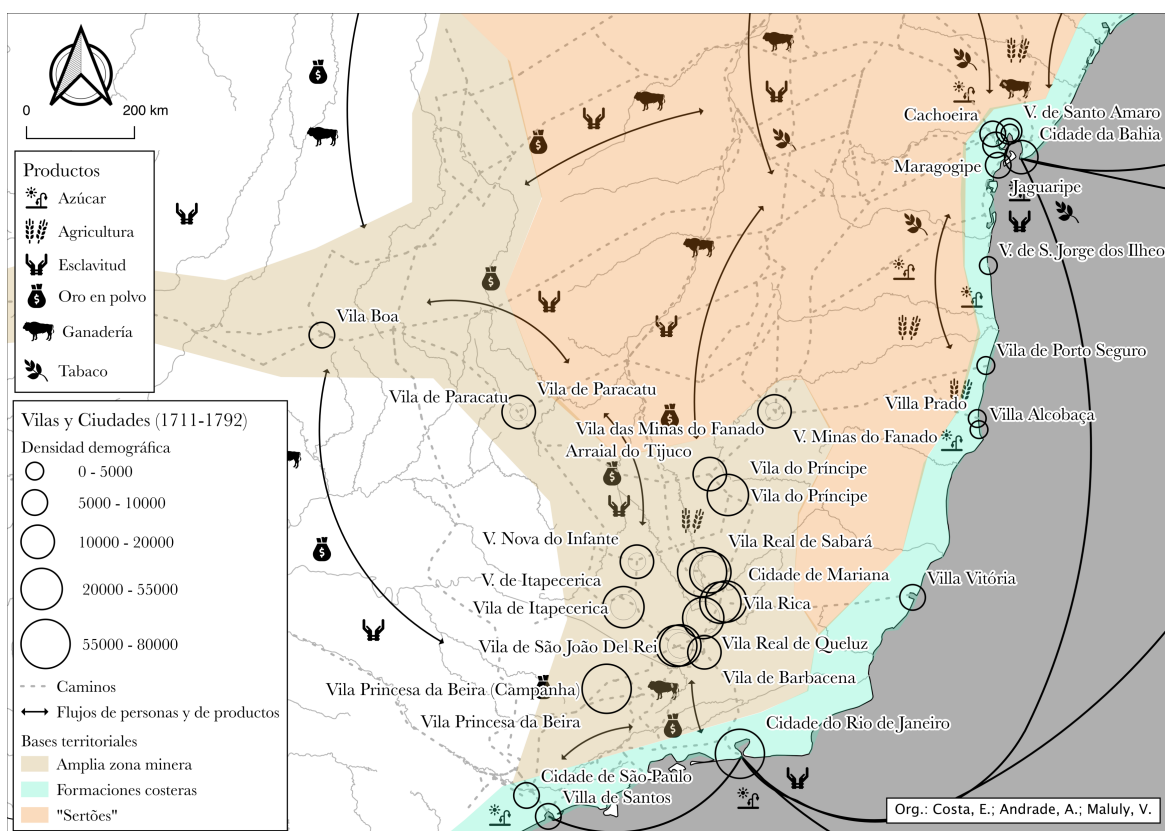 0
200 km
Productos
Azúcar
Agricultura
Esclavitud
Oro en polvo
Ganadería
Tabaco
Vilas y Ciudades (1711-1792)
Densidad demográfica
0 - 5000
5000 - 10000
10000 - 20000
20000 - 55000
55000 - 80000
Caminos
Flujos de personas y de productos
Bases territoriales
Amplia zona minera
Formaciones costeras
"Sertões"
Cachoeira
V. de Santo Amaro
Cidade da Bahia
Maragogipe
Jaguaripe
V. de S. Jorge dos Ilheo
Vila Boa
Vila de Porto Seguro
Vila de Paracatu
Vila de Paracatu
Villa Prado
Villa Alcobaça
Vila das Minas do Fanado
V. Minas do Fanado
Arraial do Tijuco
Vila do Príncipe
Vila do Príncipe
V. Nova do Infante
Vila Real de Sabará
V. de Itapecerica
Cidade de Mariana
Villa Vitória
Vila de Itapecerica
Vila Rica
Vila de São João Del Rei
Vila Real de Queluz
Vila de Barbacena
Vila Princesa da Beira (Campanha)
Vila Princesa da Beira
Cidade do Rio de Janeiro
Cidade de São Paulo
Villa de Santos
Org.: Costa, E.; Andrade, A.; Maluly, V.
$
$
$
$
$
$
$
$